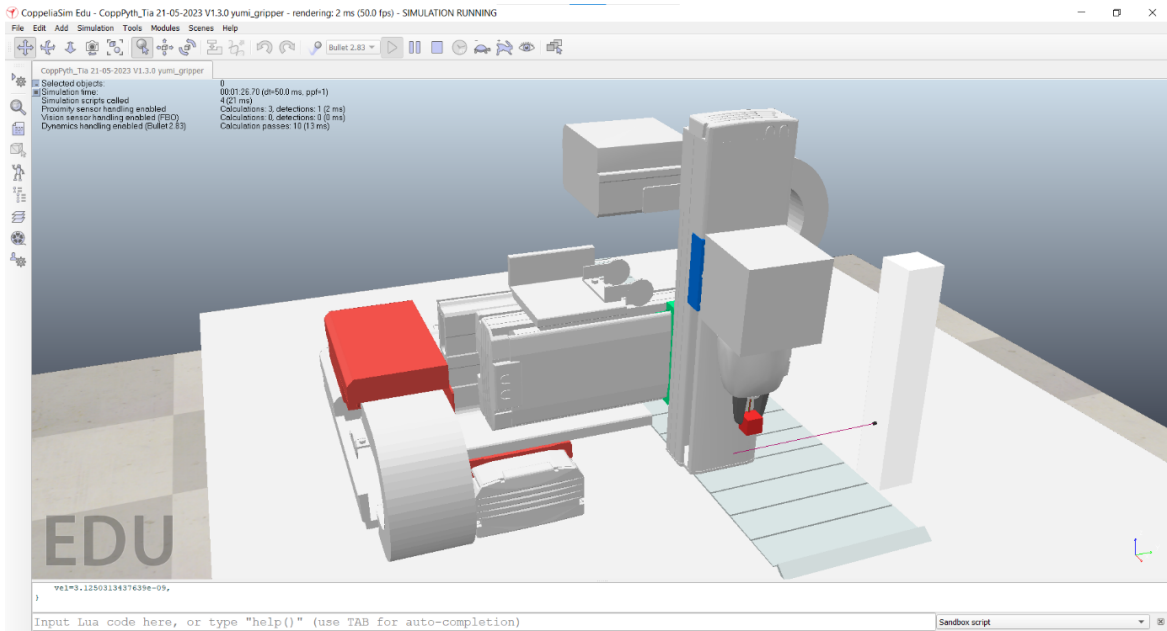 CoppeliaSim Edu - CoppPyth_Tia 21-05-2023 V1.3.0 yumi_gripper - rendering: 2 ms (50.0 fps) - SIMULATION RUNNING
File Edit Add Simulation Tools Modules Scenes Help
Bullet 2.83
CoppPyth_Tia 21-05-2023 V1.3.0 yumi_gripper
Selected objects: 0
Simulation time: 00:01:26.70 (dt=50.0 ms, ppf=1)
Simulation scripts called 4 (21 ms)
Proximity sensor handling enabled Calculations: 3, detections: 1 (2 ms)
Vision sensor handling enabled (FBO) Calculations: 0, detections: 0 (0 ms)
Dynamics handling enabled (Bullet 2.83) Calculation passes: 10 (13 ms)
EDU
vel=3.1250313437639e-09,
}
Input Lua code here, or type "help()" (use TAB for auto-completion)
Sandbox script